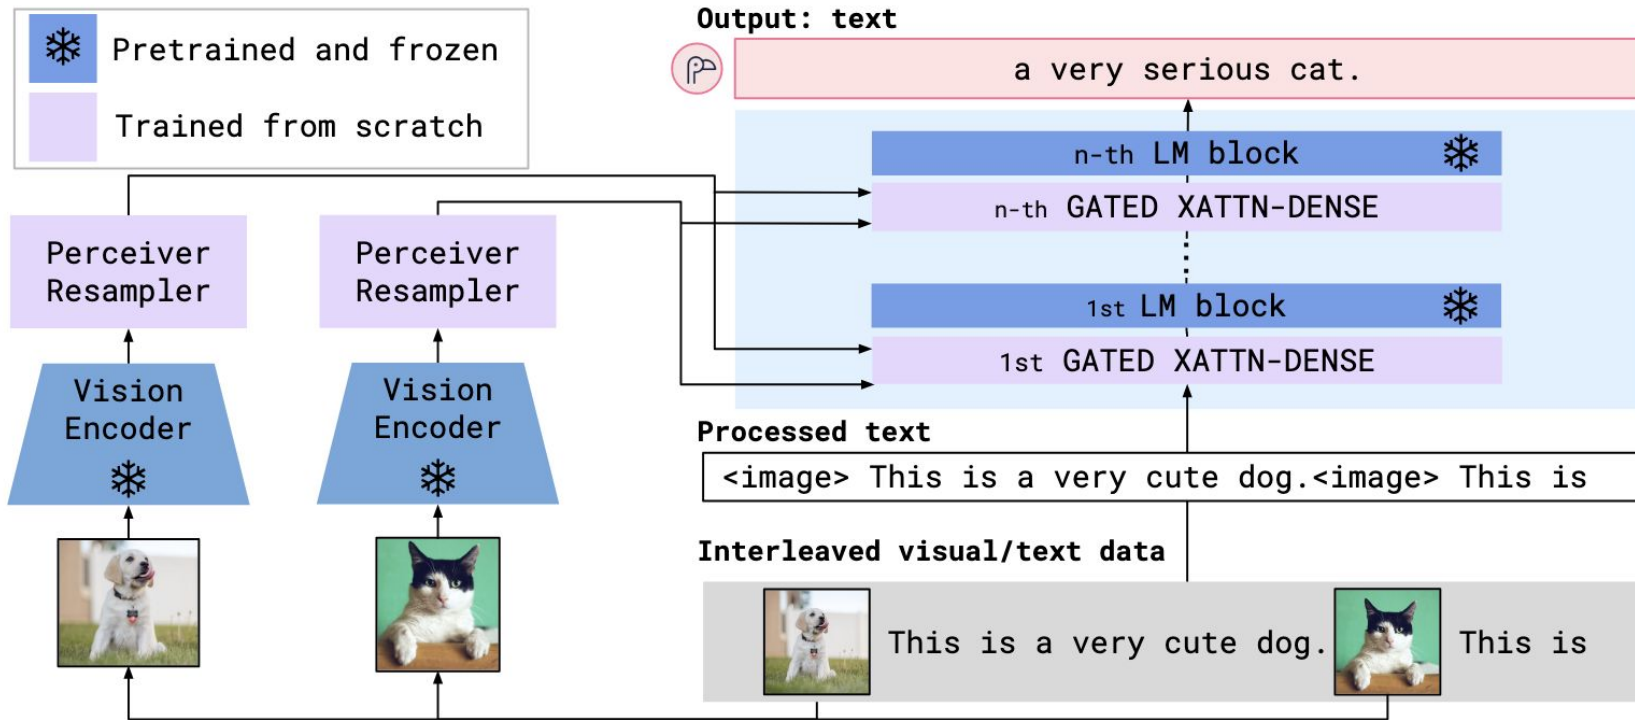 Pretrained and frozen
Trained from scratch
Perceiver
Resampler
Perceiver
Resampler
Vision
Encoder
Vision
Encoder
Output: text
a very serious cat.
n-th LM block
n-th GATED XATTN-DENSE
1st LM block
1st GATED XATTN-DENSE
Processed text
<image> This is a very cute dog.<image> This is
Interleaved visual/text data
This is a very cute dog. This is